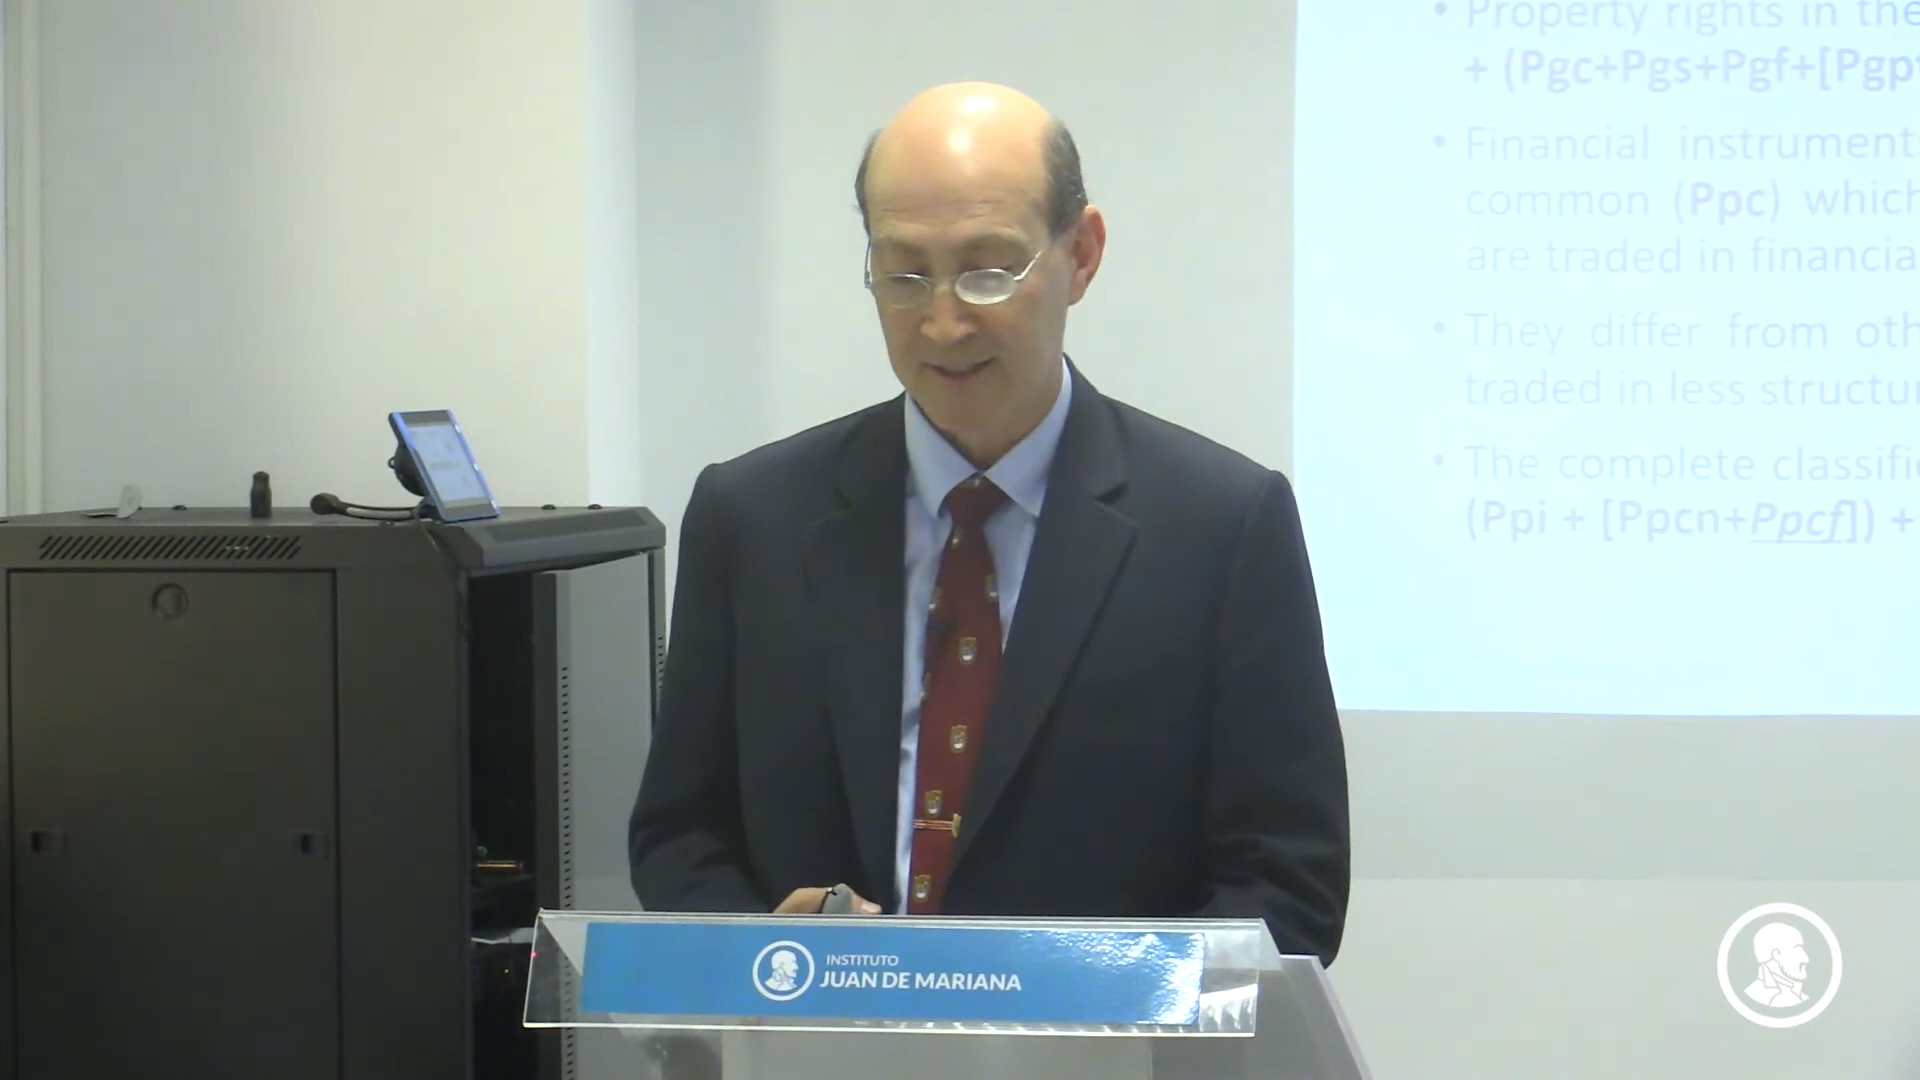 • Property rights in the
+ (Pgc+Pgs+Pgf+[Pgp
• Financial instrument
common (Ppc) which
are traded in financia
• They differ from oth
traded in less structu
• The complete classific
(Ppi + [Ppcn+Ppcf]) +
INSTITUTO
JUAN DE MARIANA